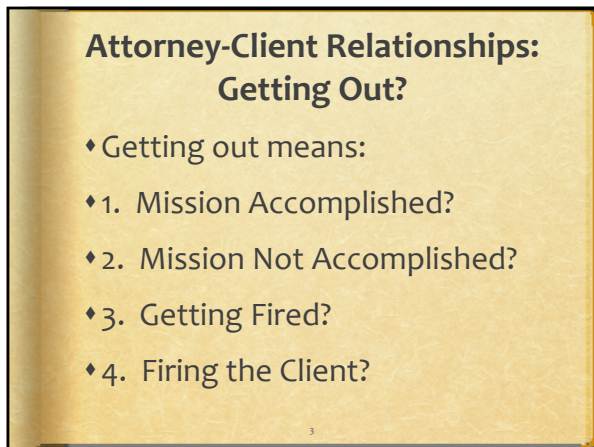 Attorney-Client Relationships:
Getting Out?
♦ Getting out means:
♦ 1. Mission Accomplished?
♦ 2. Mission Not Accomplished?
♦ 3. Getting Fired?
♦ 4. Firing the Client?
3